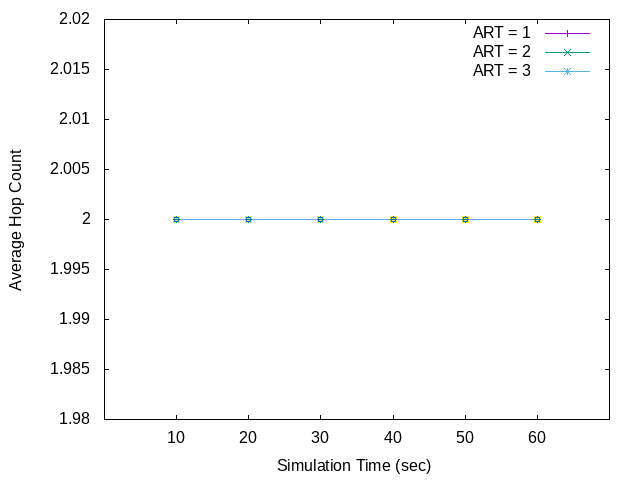 2.02
2.015
2.01
2.005
2
1.995
1.99
1.985
1.98
10 20 30 40 50 60
Average Hop Count
Simulation Time (sec)
ART = 1
ART = 2
ART = 3